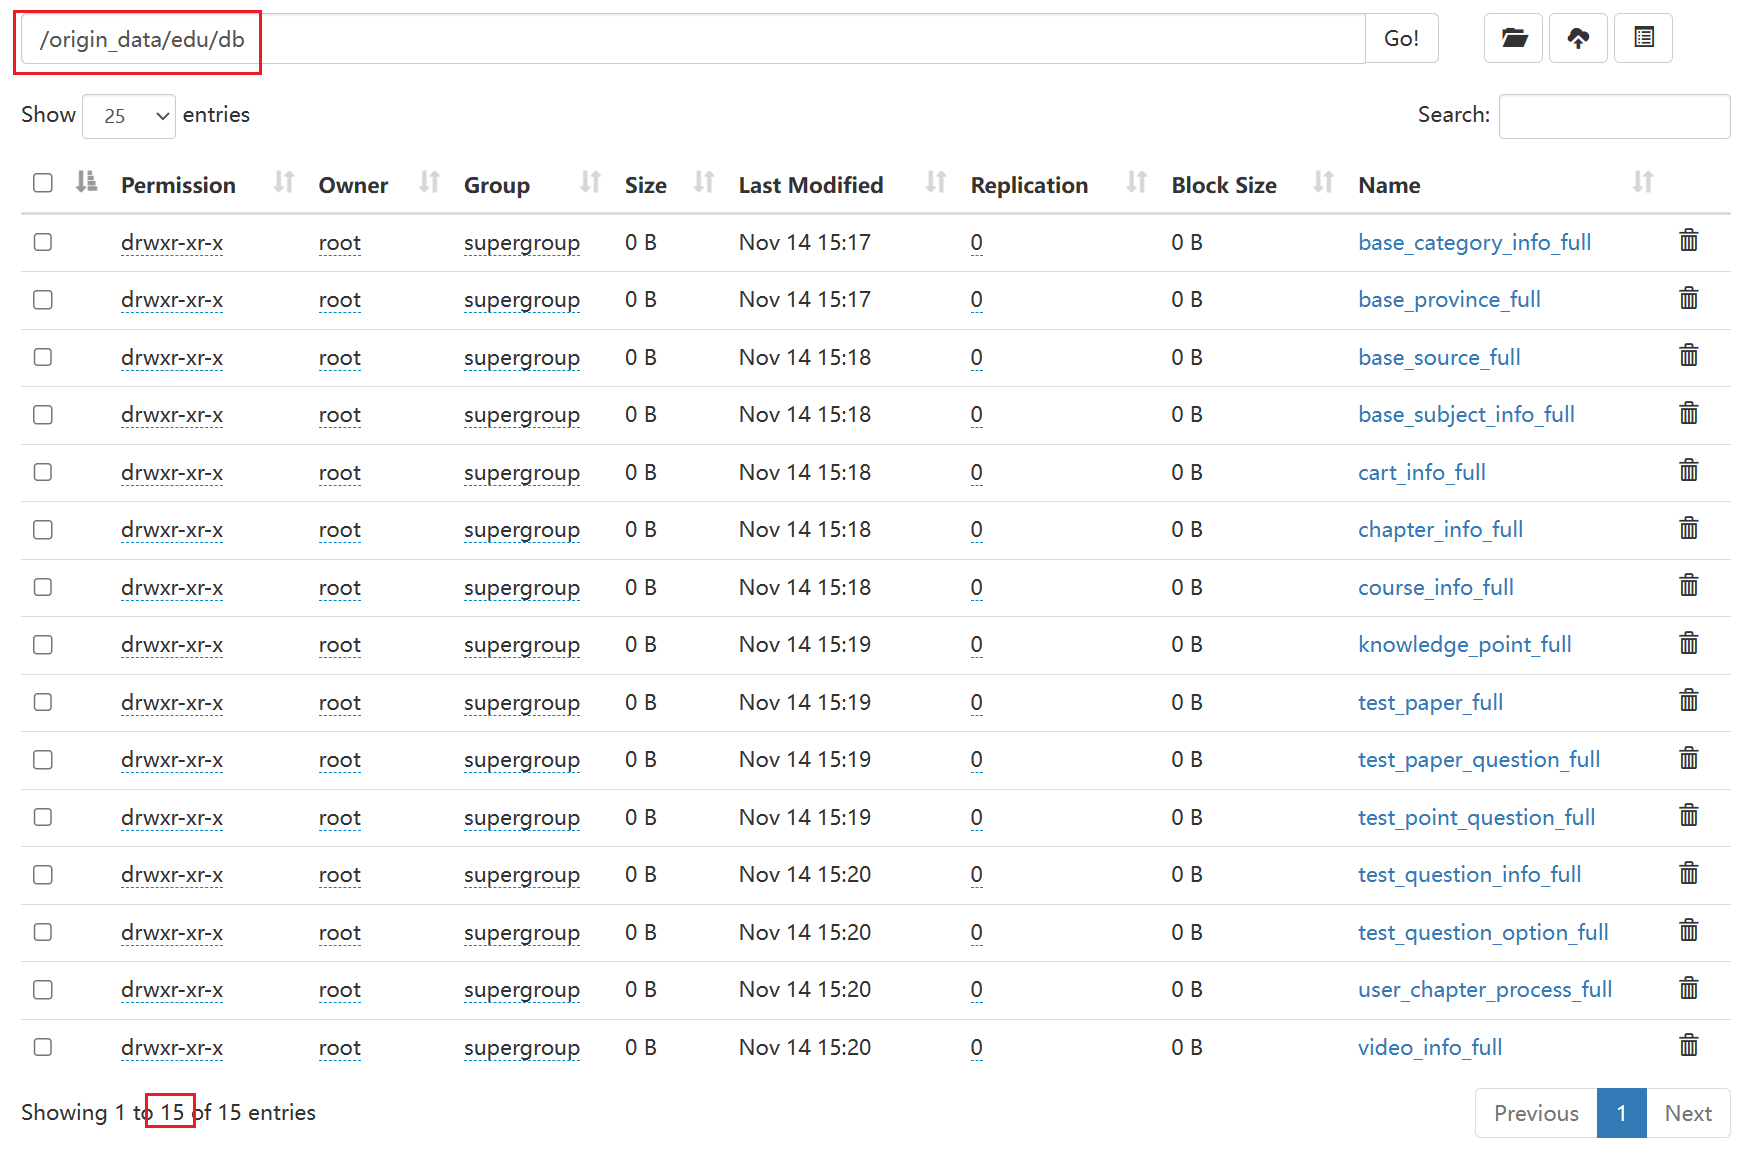 /origin_data/edu/db Go!
Show 25 entries Search:
Permission Owner Group Size Last Modified Replication Block Size Name
drwxr-xr-x root supergroup 0 B Nov 14 15:17 0 0 B base_category_info_full
drwxr-xr-x root supergroup 0 B Nov 14 15:17 0 0 B base_province_full
drwxr-xr-x root supergroup 0 B Nov 14 15:18 0 0 B base_source_full
drwxr-xr-x root supergroup 0 B Nov 14 15:18 0 0 B base_subject_info_full
drwxr-xr-x root supergroup 0 B Nov 14 15:18 0 0 B cart_info_full
drwxr-xr-x root supergroup 0 B Nov 14 15:18 0 0 B chapter_info_full
drwxr-xr-x root supergroup 0 B Nov 14 15:18 0 0 B course_info_full
drwxr-xr-x root supergroup 0 B Nov 14 15:19 0 0 B knowledge_point_full
drwxr-xr-x root supergroup 0 B Nov 14 15:19 0 0 B test_paper_full
drwxr-xr-x root supergroup 0 B Nov 14 15:19 0 0 B test_paper_question_full
drwxr-xr-x root supergroup 0 B Nov 14 15:19 0 0 B test_point_question_full
drwxr-xr-x root supergroup 0 B Nov 14 15:20 0 0 B test_question_info_full
drwxr-xr-x root supergroup 0 B Nov 14 15:20 0 0 B test_question_option_full
drwxr-xr-x root supergroup 0 B Nov 14 15:20 0 0 B user_chapter_process_full
drwxr-xr-x root supergroup 0 B Nov 14 15:20 0 0 B video_info_full
Showing 1 to 15 of 15 entries Previous 1 Next